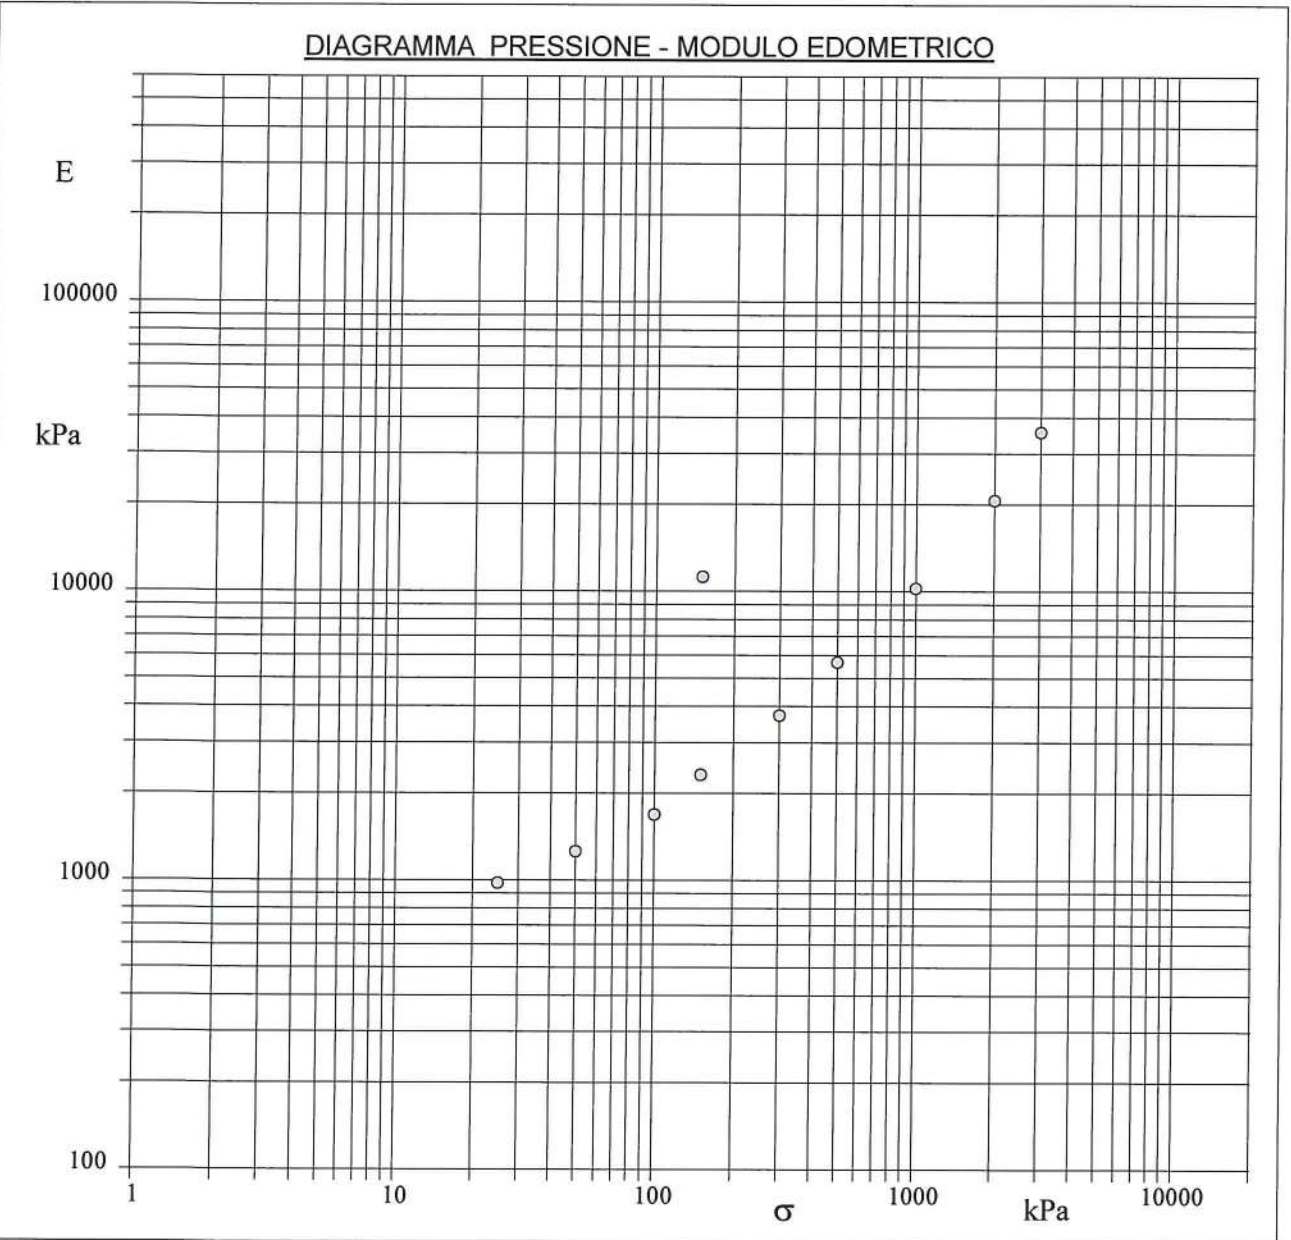 DIAGRAMMA PRESSIONE - MODULO EDOMETRICO
E
100000
kPa
10000
1000
100
1 10 100 σ 1000 kPa 10000